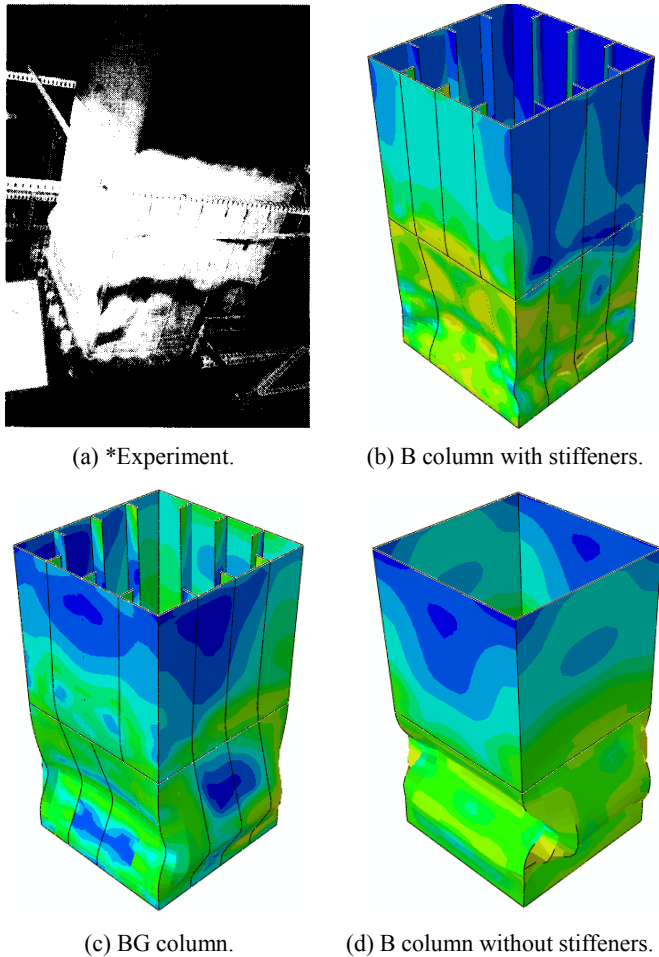 (a) *Experiment.
(b) B column with stiffeners.
(c) BG column.
(d) B column without stiffeners.